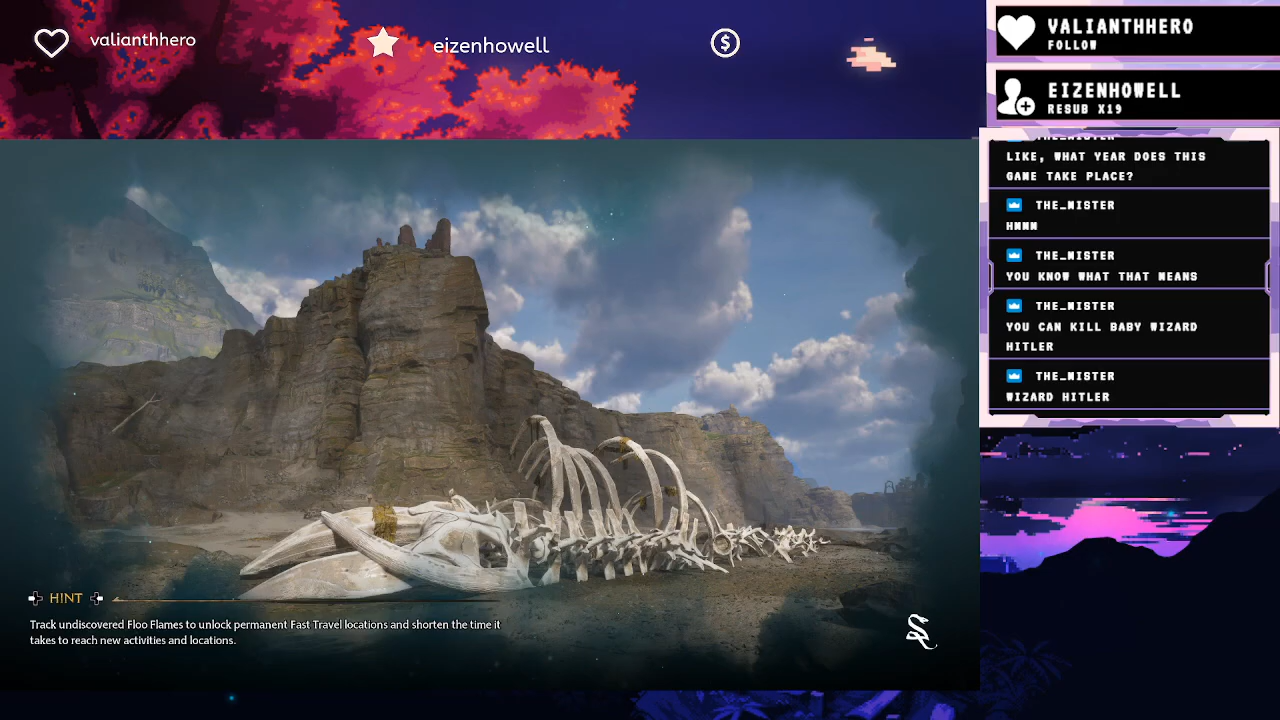 valianthhero
eizenhowell
VALIANTHHERO
FOLLOW
EIZENHOWELL
RESUB X19
THE_MISTER
LIKE, WHAT YEAR DOES THIS
GAME TAKE PLACE?
THE_MISTER
HMMM
THE_MISTER
YOU KNOW WHAT THAT MEANS
THE_MISTER
YOU CAN KILL BABY WIZARD
HITLER
THE_MISTER
WIZARD HITLER
HINT
Track undiscovered Floo Flames to unlock permanent Fast Travel locations and shorten the time it
takes to reach new activities and locations.